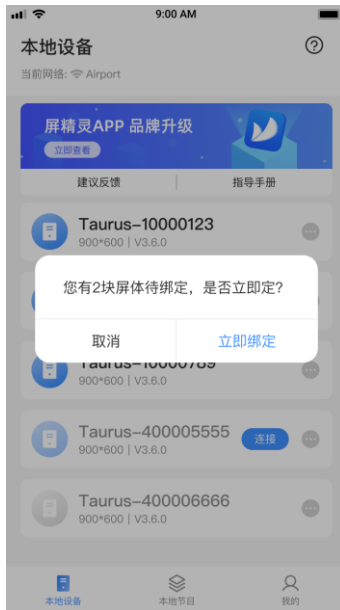 9:00 AM
本地设备
当前网络: Airport
屏精灵APP 品牌升级
立即查看
建议反馈
指导手册
Taurus-10000123
900*600 | V3.6.0
您有2块屏体待绑定，是否立即定?
取消
立即绑定
Taurus-10000789
900*600 | V3.6.0
Taurus-400005555
900*600 | V3.6.0
连接
Taurus-400006666
900*600 | V3.6.0
本地设备
本地节目
我的